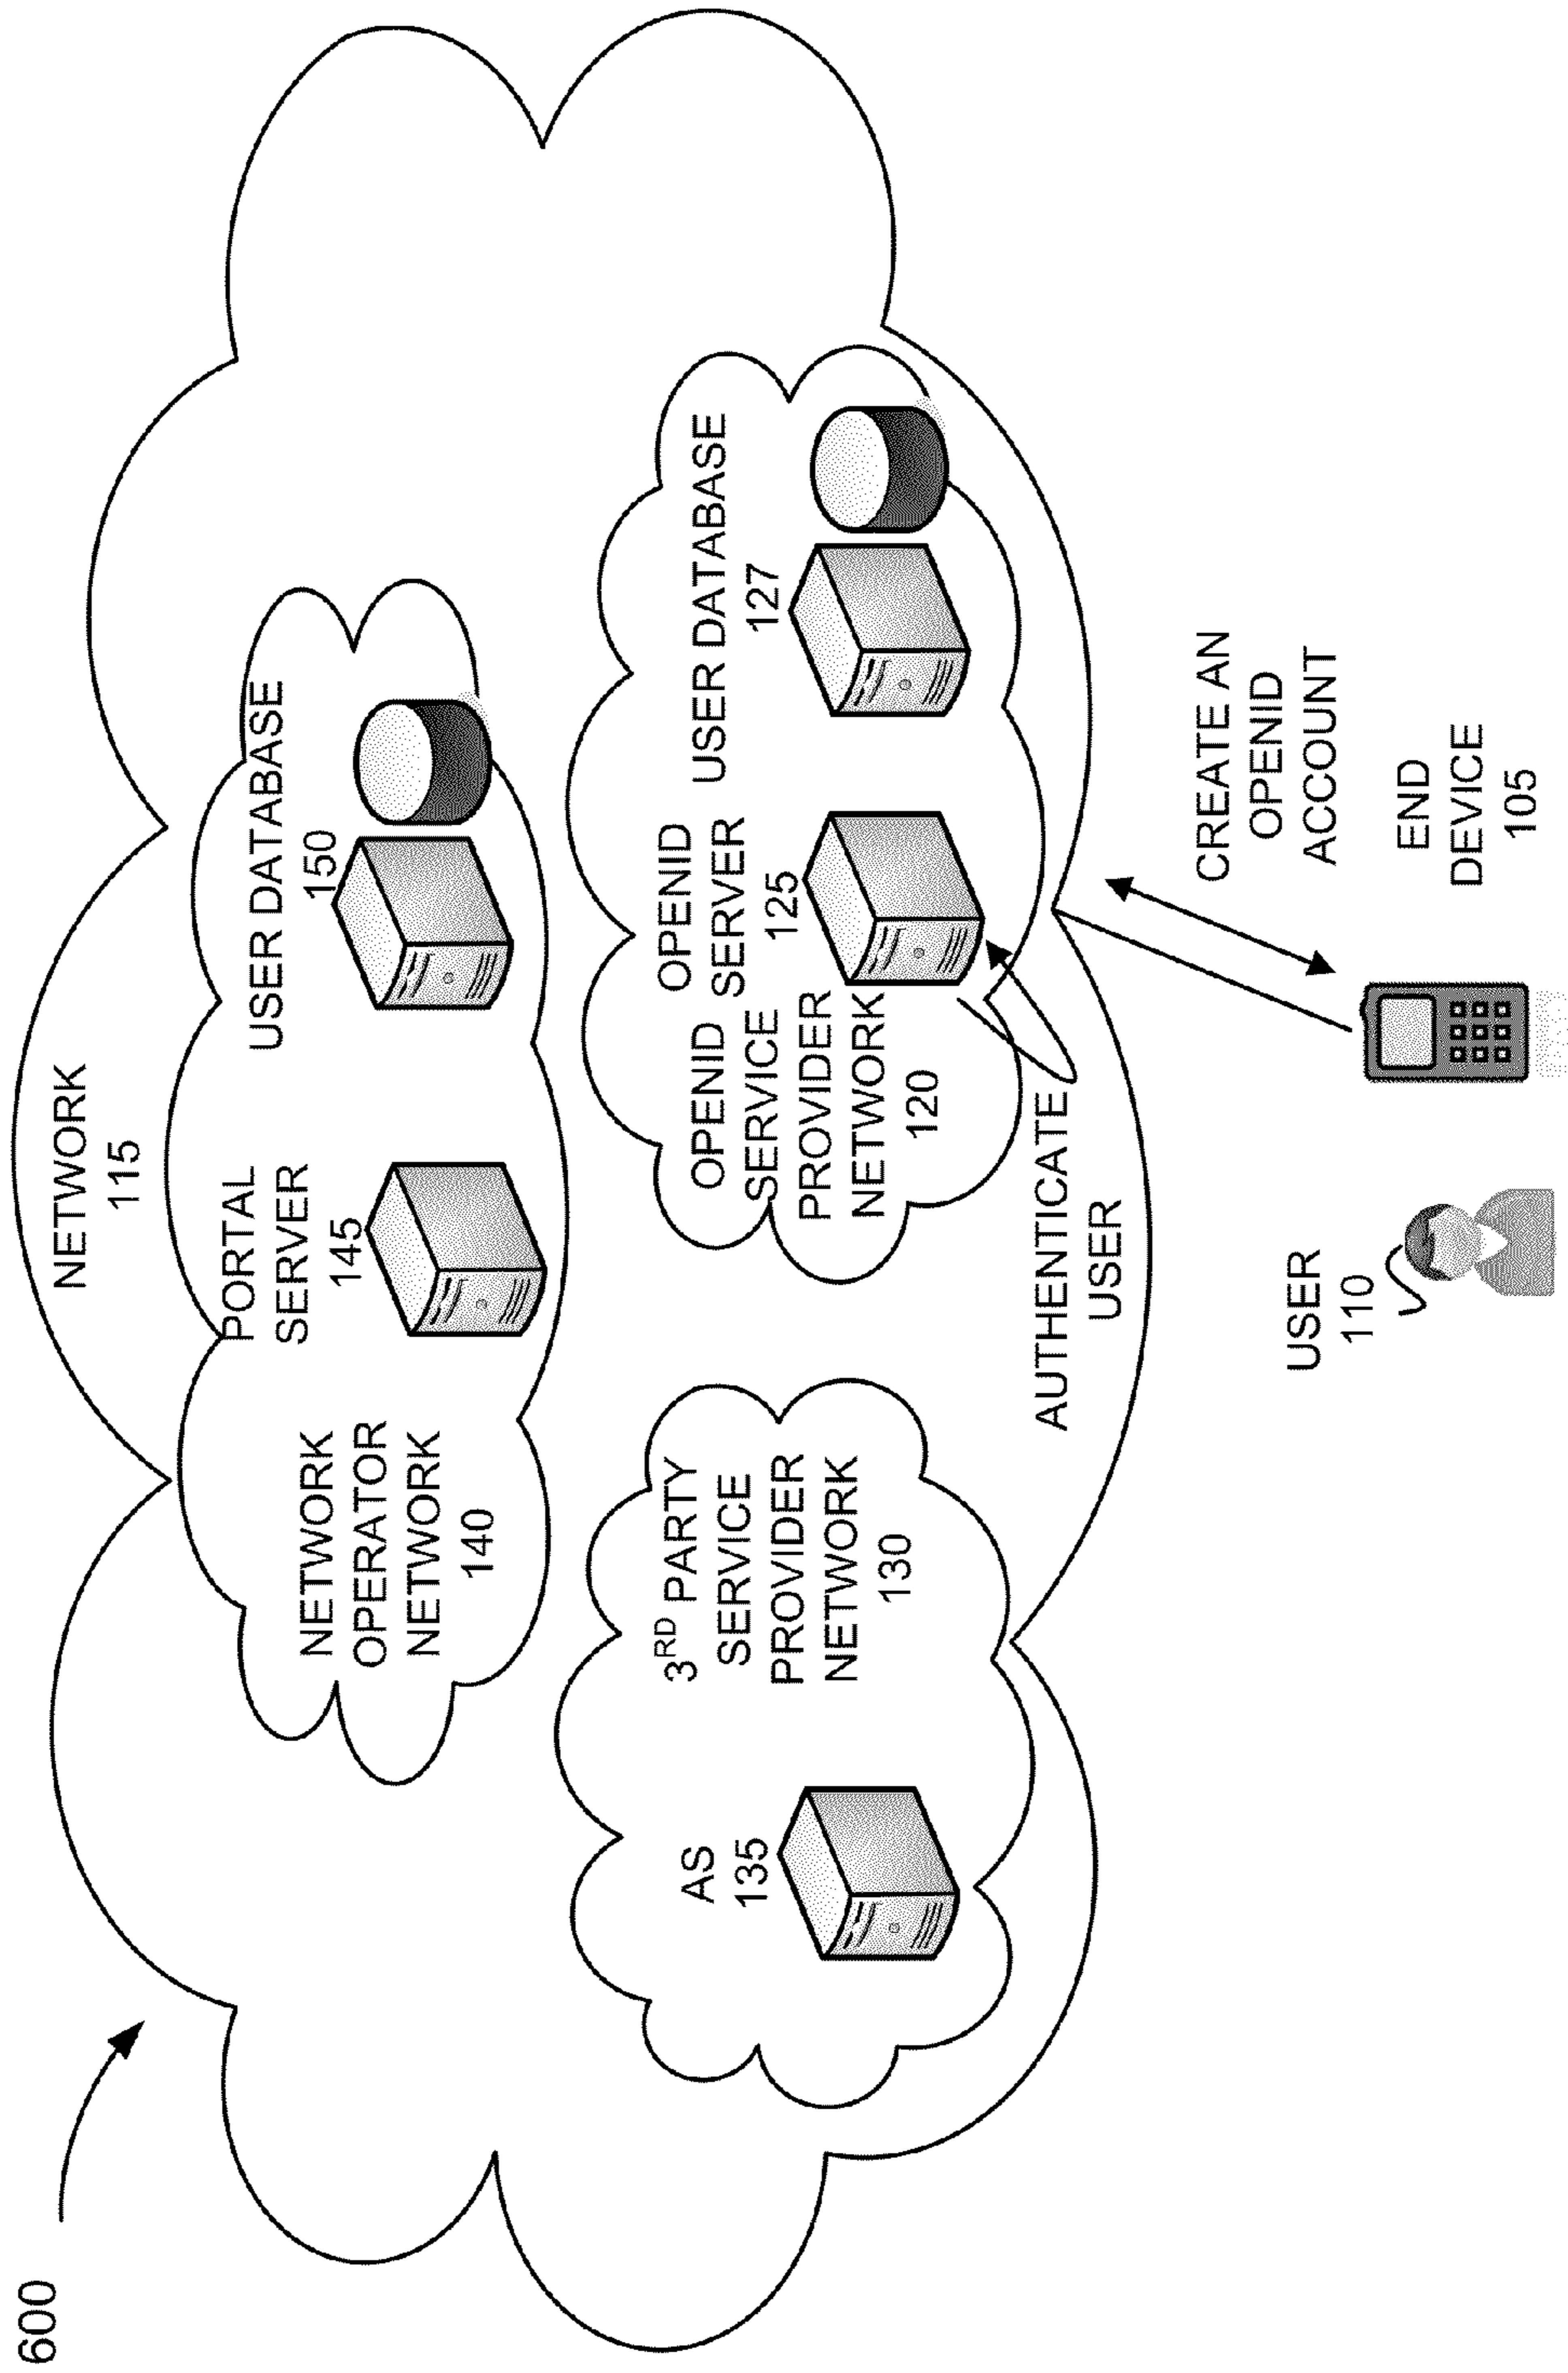 600
NETWORK
115
NETWORK
OPERATOR
NETWORK
140
PORTAL
SERVER
145
USER DATABASE
150
3RD PARTY
SERVICE
PROVIDER
NETWORK
130
AS
135
OPENID
SERVICE
PROVIDER
NETWORK
120
OPENID
SERVER
125
USER DATABASE
127
AUTHENTICATE
USER
CREATE AN
OPENID
ACCOUNT
USER
110
END
DEVICE
105